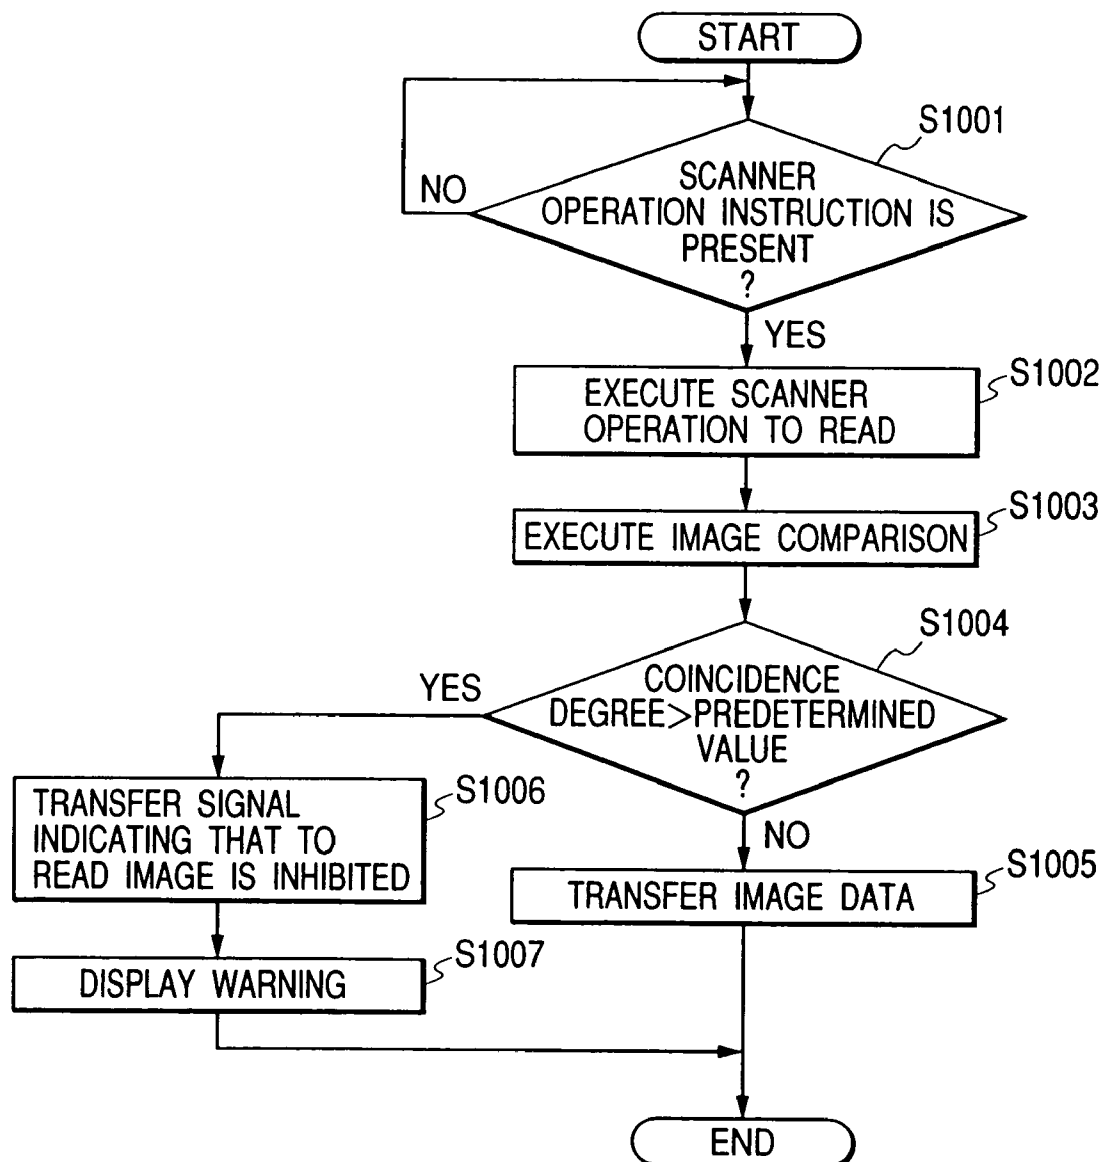 START
S1001
NO
SCANNER
OPERATION INSTRUCTION IS
PRESENT
?
YES
S1002
EXECUTE SCANNER
OPERATION TO READ
S1003
EXECUTE IMAGE COMPARISON
S1004
YES
COINCIDENCE
DEGREE>PREDETERMINED
VALUE
?
NO
S1006
TRANSFER SIGNAL
INDICATING THAT TO
READ IMAGE IS INHIBITED
S1005
TRANSFER IMAGE DATA
S1007
DISPLAY WARNING
END